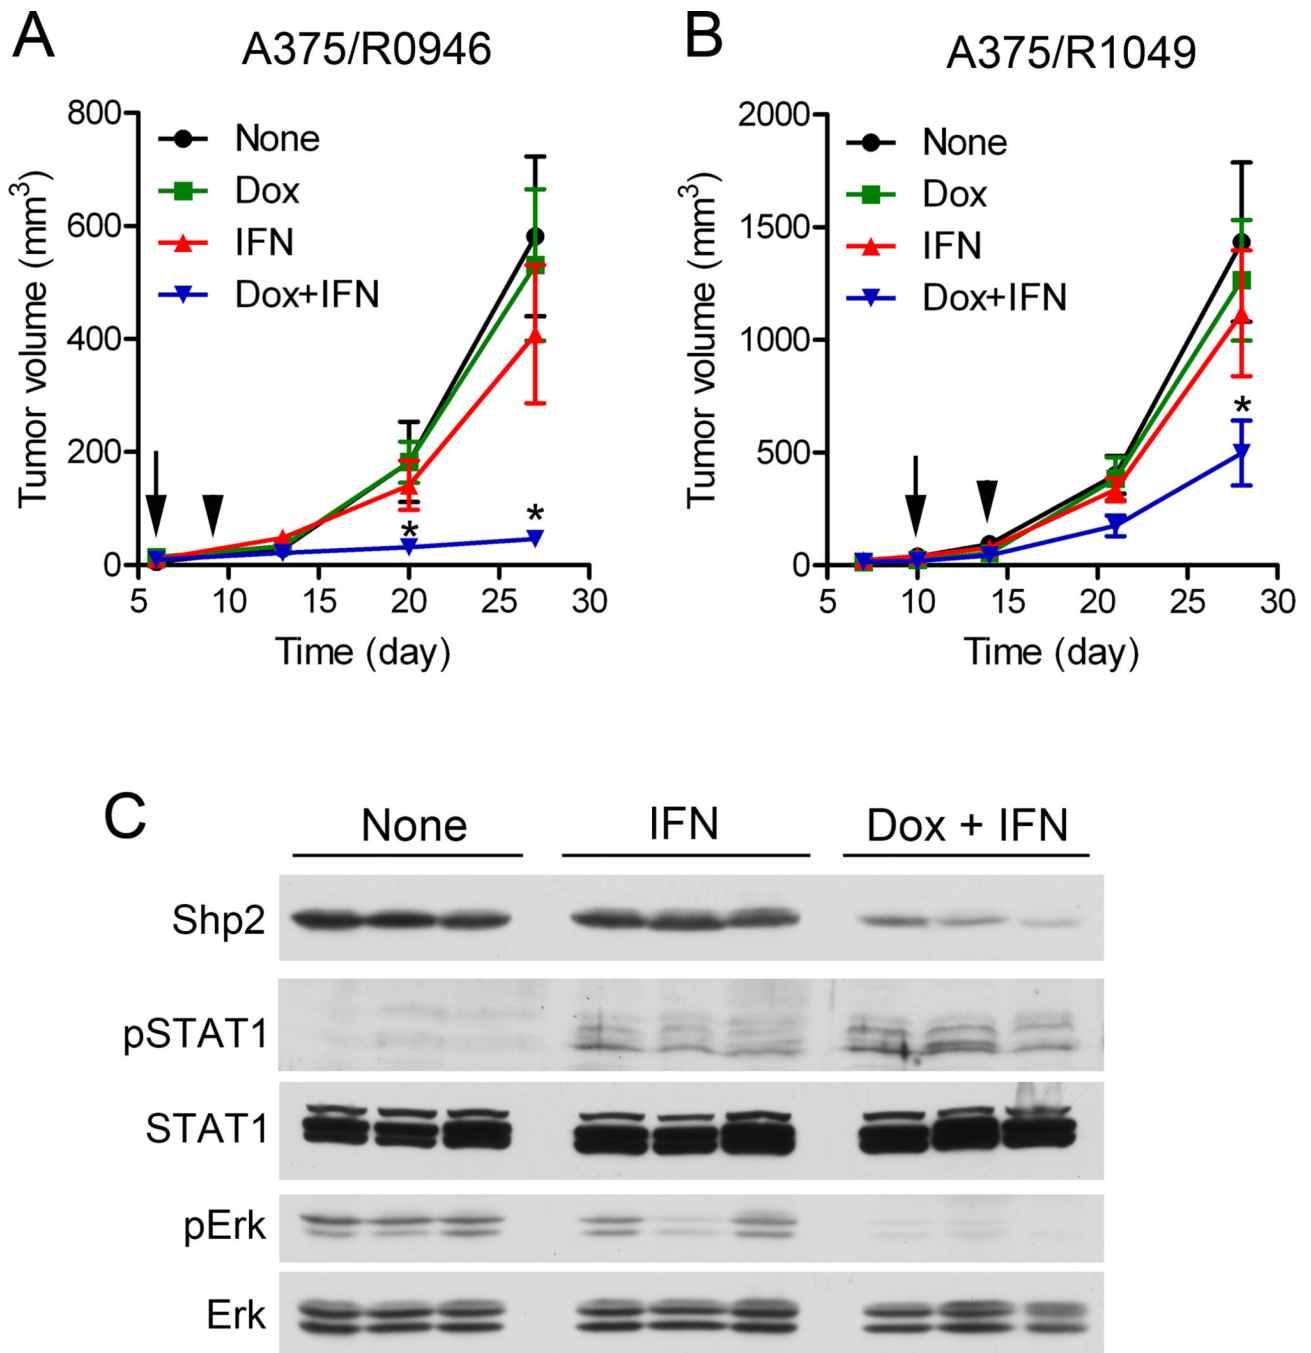 A
A375/R0946
Tumor volume (mm³)
800
600
400
200
0
None
Dox
IFN
Dox+IFN
*
*
5 10 15 20 25 30
Time (day)
B
A375/R1049
Tumor volume (mm³)
2000
1500
1000
500
0
None
Dox
IFN
Dox+IFN
*
5 10 15 20 25 30
Time (day)
C
None IFN Dox + IFN
Shp2
pSTAT1
STAT1
pErk
Erk